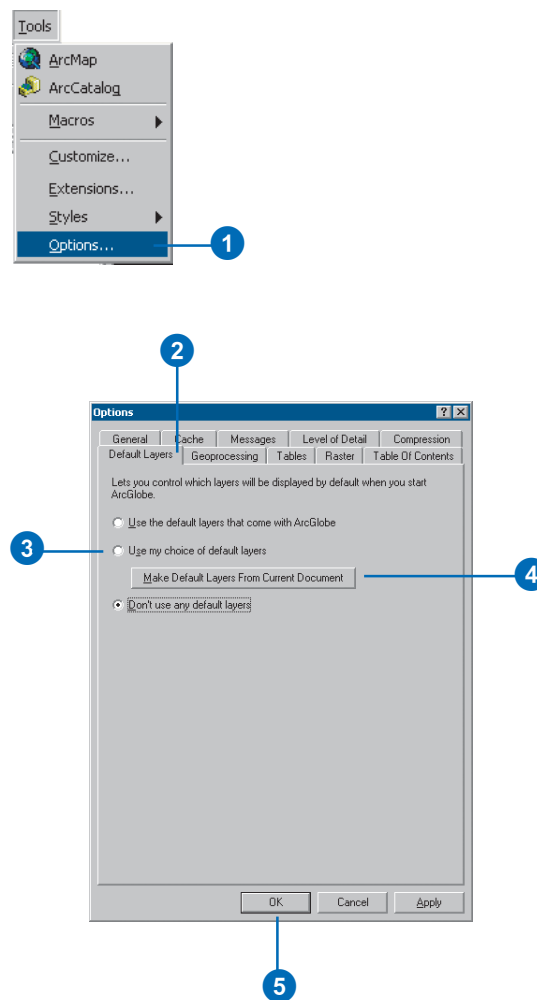 Tools
ArcMap
ArcCatalog
Macros
Customize...
Extensions...
Styles
Options...
1
2
Options
General Cache Messages Level of Detail Compression
Default Layers Geoprocessing Tables Raster Table Of Contents
Lets you control which layers will be displayed by default when you start
ArcGlobe.
Use the default layers that come with ArcGlobe
3
Use my choice of default layers
Make Default Layers From Current Document
4
Don't use any default layers
OK Cancel Apply
5